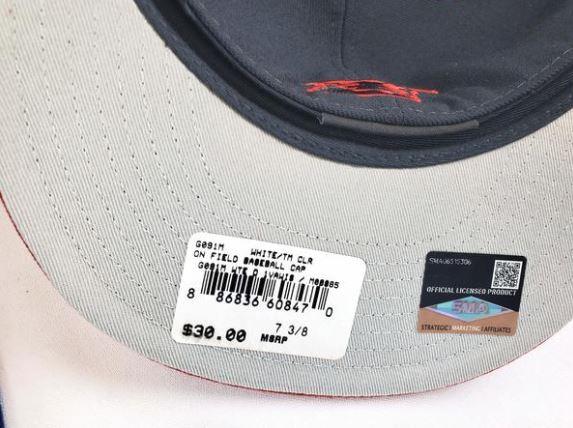 G091M WHITE/TM CLR
ON FIELD BASEBALL CAP
8 86836 60847 0
$30.00 7 3/8
MSRP
OFFICIAL LICENSED PRODUCT
SMA
STRATEGIC MARKETING AFFILIATES